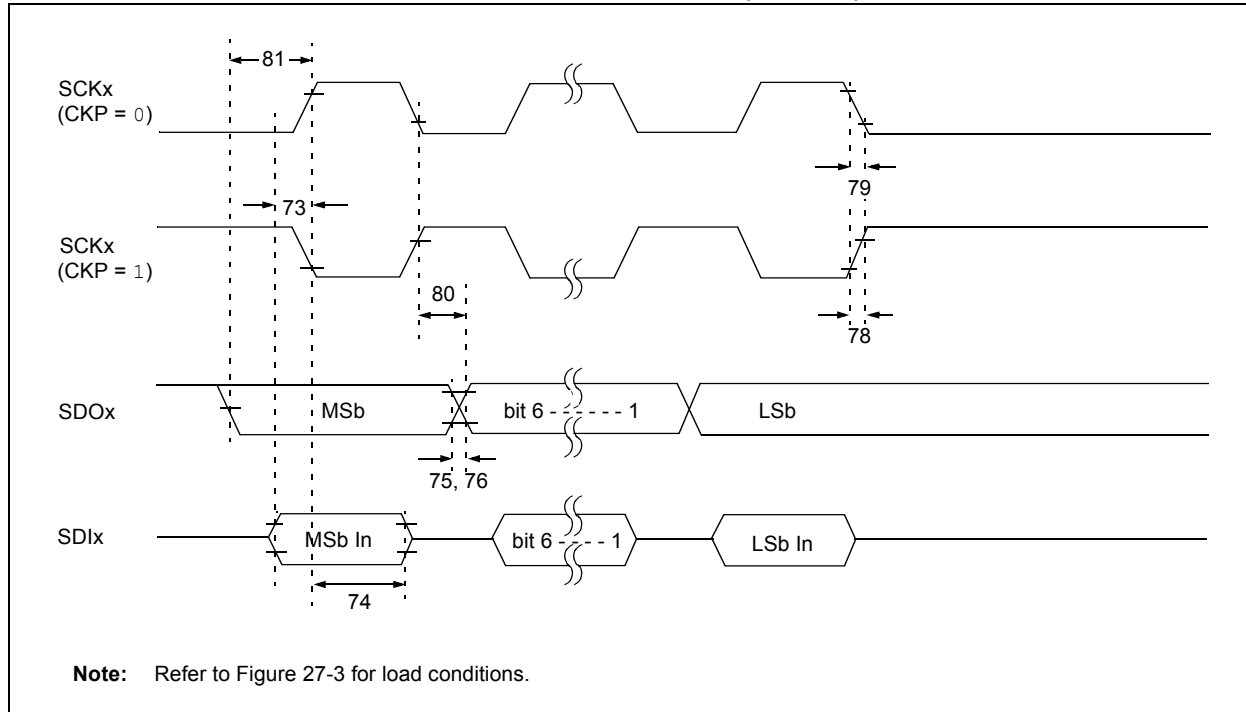 81
SCKx
(CKP = 0)
79
73
SCKx
(CKP = 1)
80
78
SDOx
MSb
bit 6 - - - - - - 1
LSb
75, 76
SDIx
MSb In
bit 6 - - - - 1
LSb In
74
Note: Refer to Figure 27-3 for load conditions.